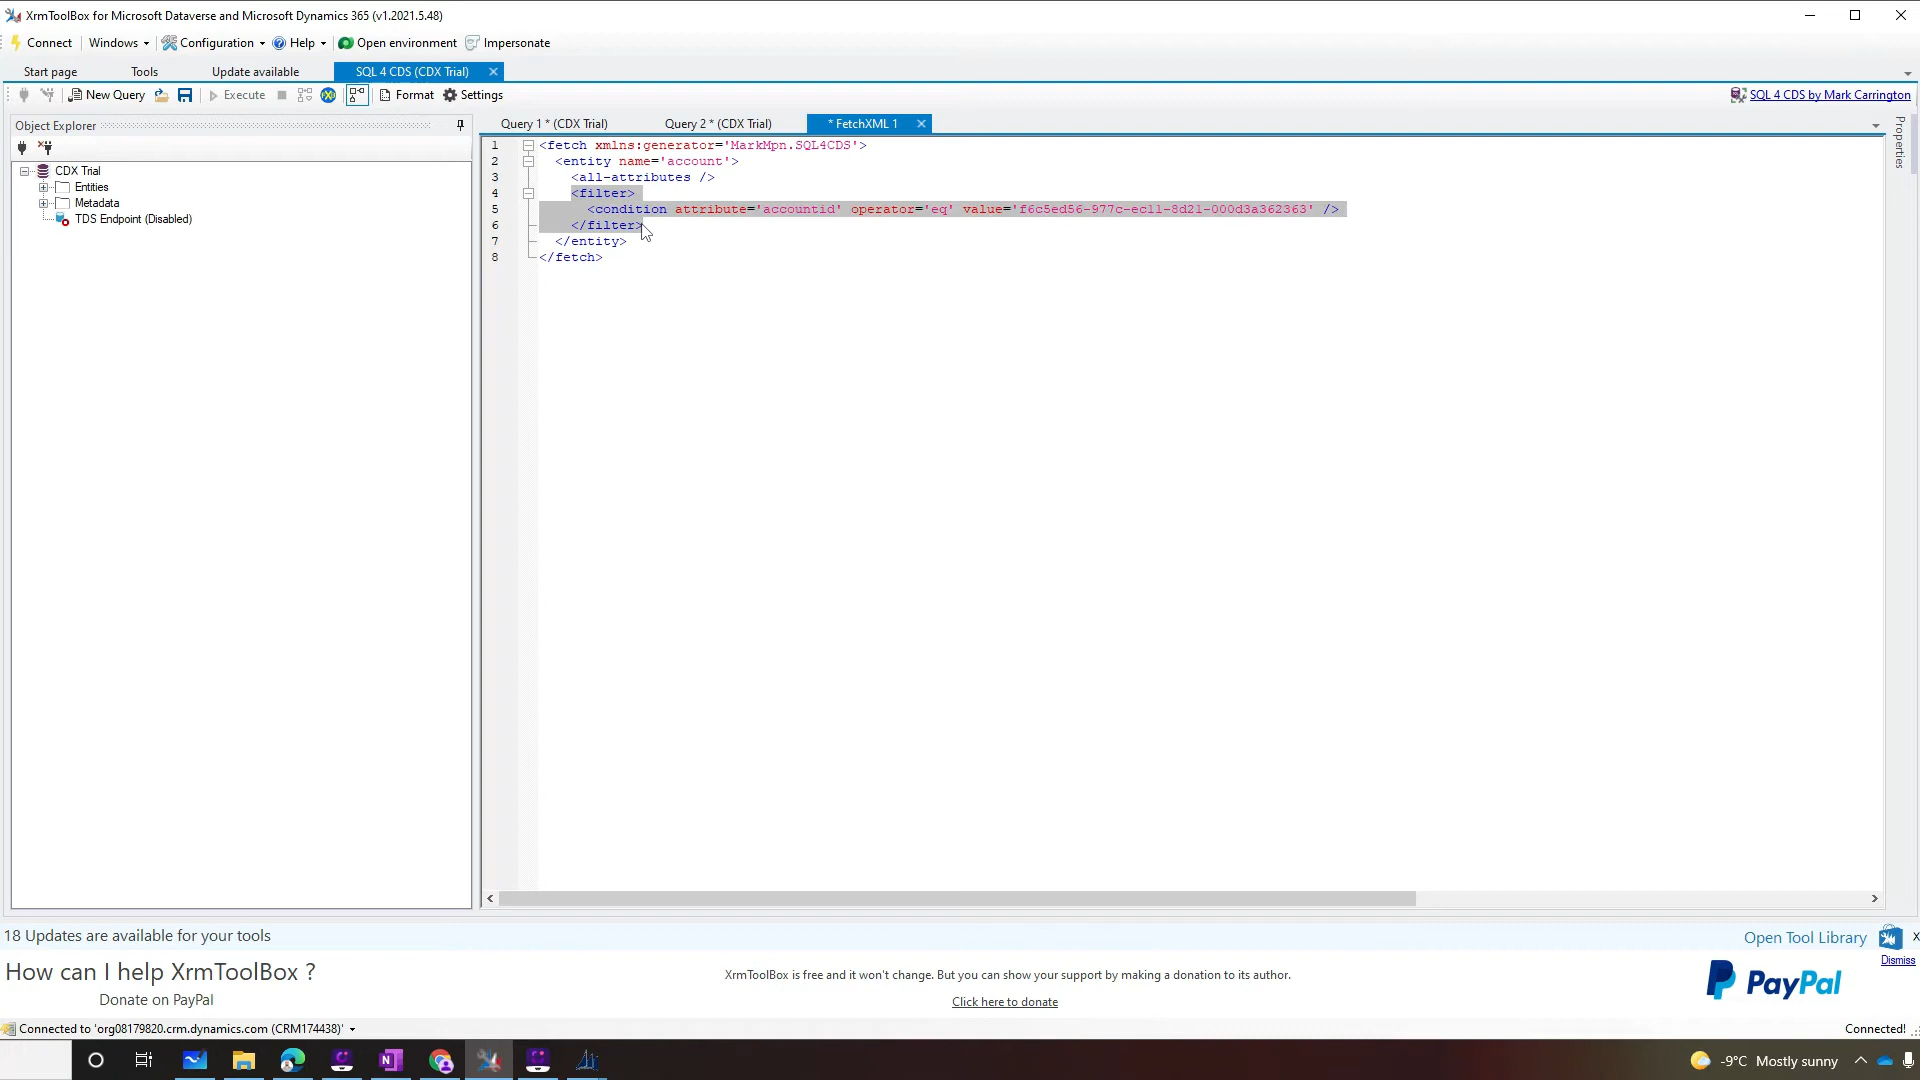 XrmToolBox for Microsoft Dataverse and Microsoft Dynamics 365 (v1.2021.5.48)
Connect Windows Configuration Help Open environment Impersonate
Start page Tools Update available SQL 4 CDS (CDX Trial)
New Query Execute Format Settings SQL 4 CDS by Mark Carrington
Object Explorer
Query 1 * (CDX Trial) Query 2 * (CDX Trial) * FetchXML 1
Properties
CDX Trial
Entities
Metadata
TDS Endpoint (Disabled)
1 <fetch xmlns:generator='MarkMpn.SQL4CDS'>
2 <entity name='account'>
3 <all-attributes />
4 <filter>
5 <condition attribute='accountid' operator='eq' value='f6c5ed56-977c-ec11-8d21-000d3a362363' />
6 </filter>
7 </entity>
8 </fetch>
18 Updates are available for your tools
Open Tool Library
X
Dismiss
How can I help XrmToolBox ?
Donate on PayPal
XrmToolBox is free and it won't change. But you can show your support by making a donation to its author.
Click here to donate
PayPal
Connected to 'org08179820.crm.dynamics.com (CRM174438)' Connected!
-9°C Mostly sunny